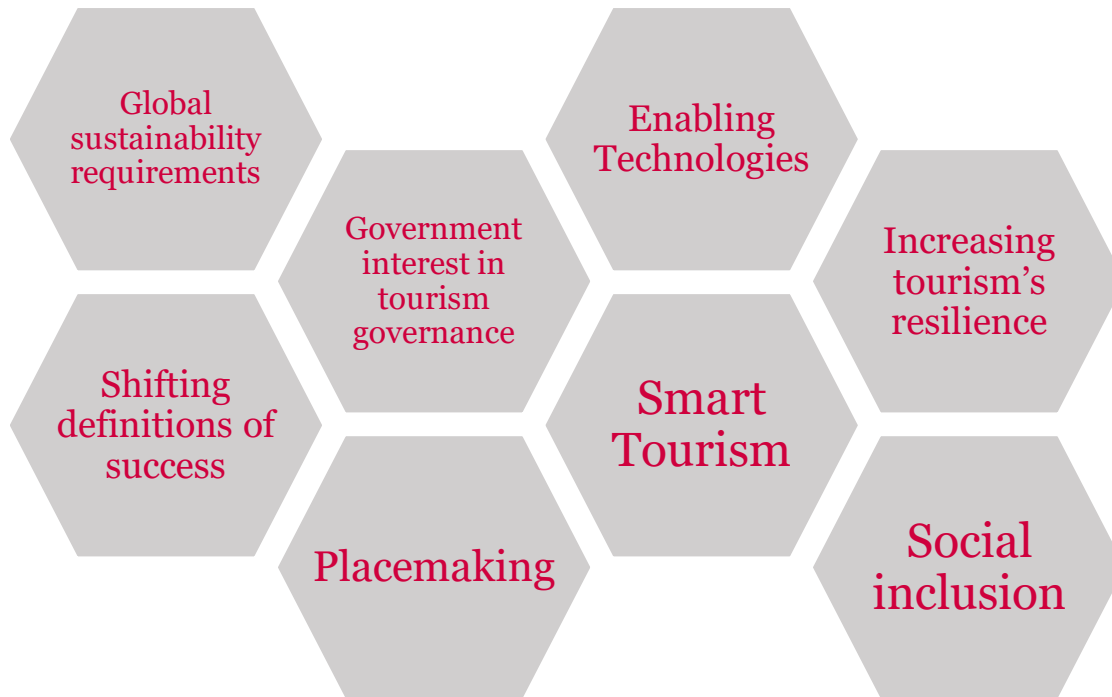 Global
sustainability
requirements
Enabling
Technologies
Government
interest in
tourism
governance
Increasing
tourism’s
resilience
Shifting
definitions of
success
Smart
Tourism
Placemaking
Social
inclusion